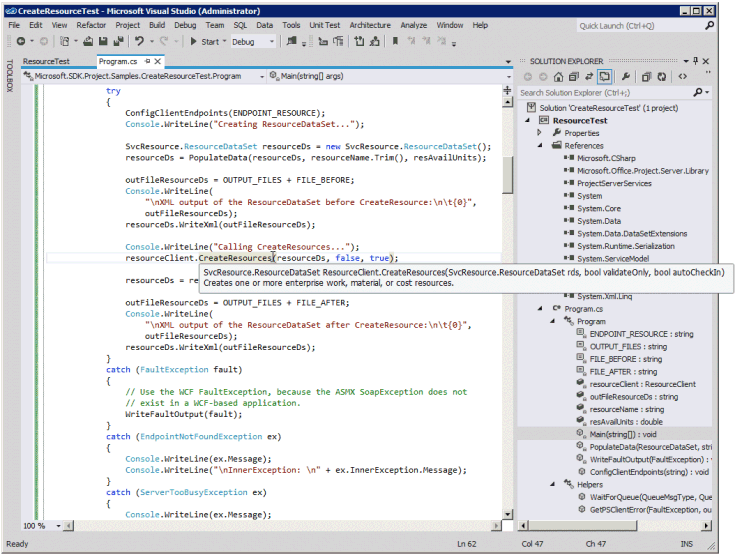 CreateResourceTest - Microsoft Visual Studio (Administrator)
File Edit View Refactor Project Build Debug Team SQL Data Tools Unit Test Architecture Analyze Window Help
Quick Launch (Ctrl+Q)
Start Debug
TOOLBOX
ResourceTest Program.cs
Microsoft.SDK.Project.Samples.CreateResourceTest.Program Main(string[] args)
try
{
ConfigClientEndpoints(ENDPOINT_RESOURCE);
Console.WriteLine("Creating ResourceDataSet...");
SvcResource.ResourceDataSet resourceDs = new SvcResource.ResourceDataSet();
resourceDs = PopulateData(resourceDs, resourceName.Trim(), resAvailUnits);
outFileResourceDs = OUTPUT_FILES + FILE_BEFORE;
Console.WriteLine(
"\nXML output of the ResourceDataSet before CreateResource:\n\t{0}",
outFileResourceDs);
resourceDs.WriteXml(outFileResourceDs);
Console.WriteLine("Calling CreateResources...");
resourceClient.CreateResources(resourceDs, false, true);
SvcResource.ResourceDataSet ResourceClient.CreateResources(SvcResource.ResourceDataSet rds, bool validateOnly, bool autoCheckIn)
Creates one or more enterprise work, material, or cost resources.
resourceDs = re
outFileResourceDs = OUTPUT_FILES + FILE_AFTER;
Console.WriteLine(
"\nXML output of the ResourceDataSet after CreateResource:\n\t{0}",
outFileResourceDs);
resourceDs.WriteXml(outFileResourceDs);
}
catch (FaultException fault)
{
// Use the WCF FaultException, because the ASMX SoapException does not
// exist in a WCF-based application.
WriteFaultOutput(fault);
}
catch (EndpointNotFoundException ex)
{
Console.WriteLine(ex.Message);
Console.WriteLine("\nInnerException: \n" + ex.InnerException.Message);
}
catch (ServerTooBusyException ex)
{
Console.WriteLine(ex.Message);
100 %
SOLUTION EXPLORER
Search Solution Explorer (Ctrl+;)
Solution 'CreateResourceTest' (1 project)
ResourceTest
Properties
References
Microsoft.CSharp
Microsoft.Office.Project.Server.Library
ProjectServerServices
System
System.Core
System.Data
System.Data.DataSetExtensions
System.Runtime.Serialization
System.ServiceModel
System.Xml.Linq
Program.cs
Program
ENDPOINT_RESOURCE : string
OUTPUT_FILES : string
FILE_BEFORE : string
FILE_AFTER : string
resourceClient : ResourceClient
outFileResourceDs : string
resourceName : string
resAvailUnits : double
Main(string[]) : void
PopulateData(ResourceDataSet, stri
WriteFaultOutput(FaultException) :
ConfigClientEndpoints(string) : void
Helpers
WaitForQueue(QueueMsgType, Que
GetPSClientError(FaultException, ou
Ready Ln 62 Col 47 Ch 47 INS